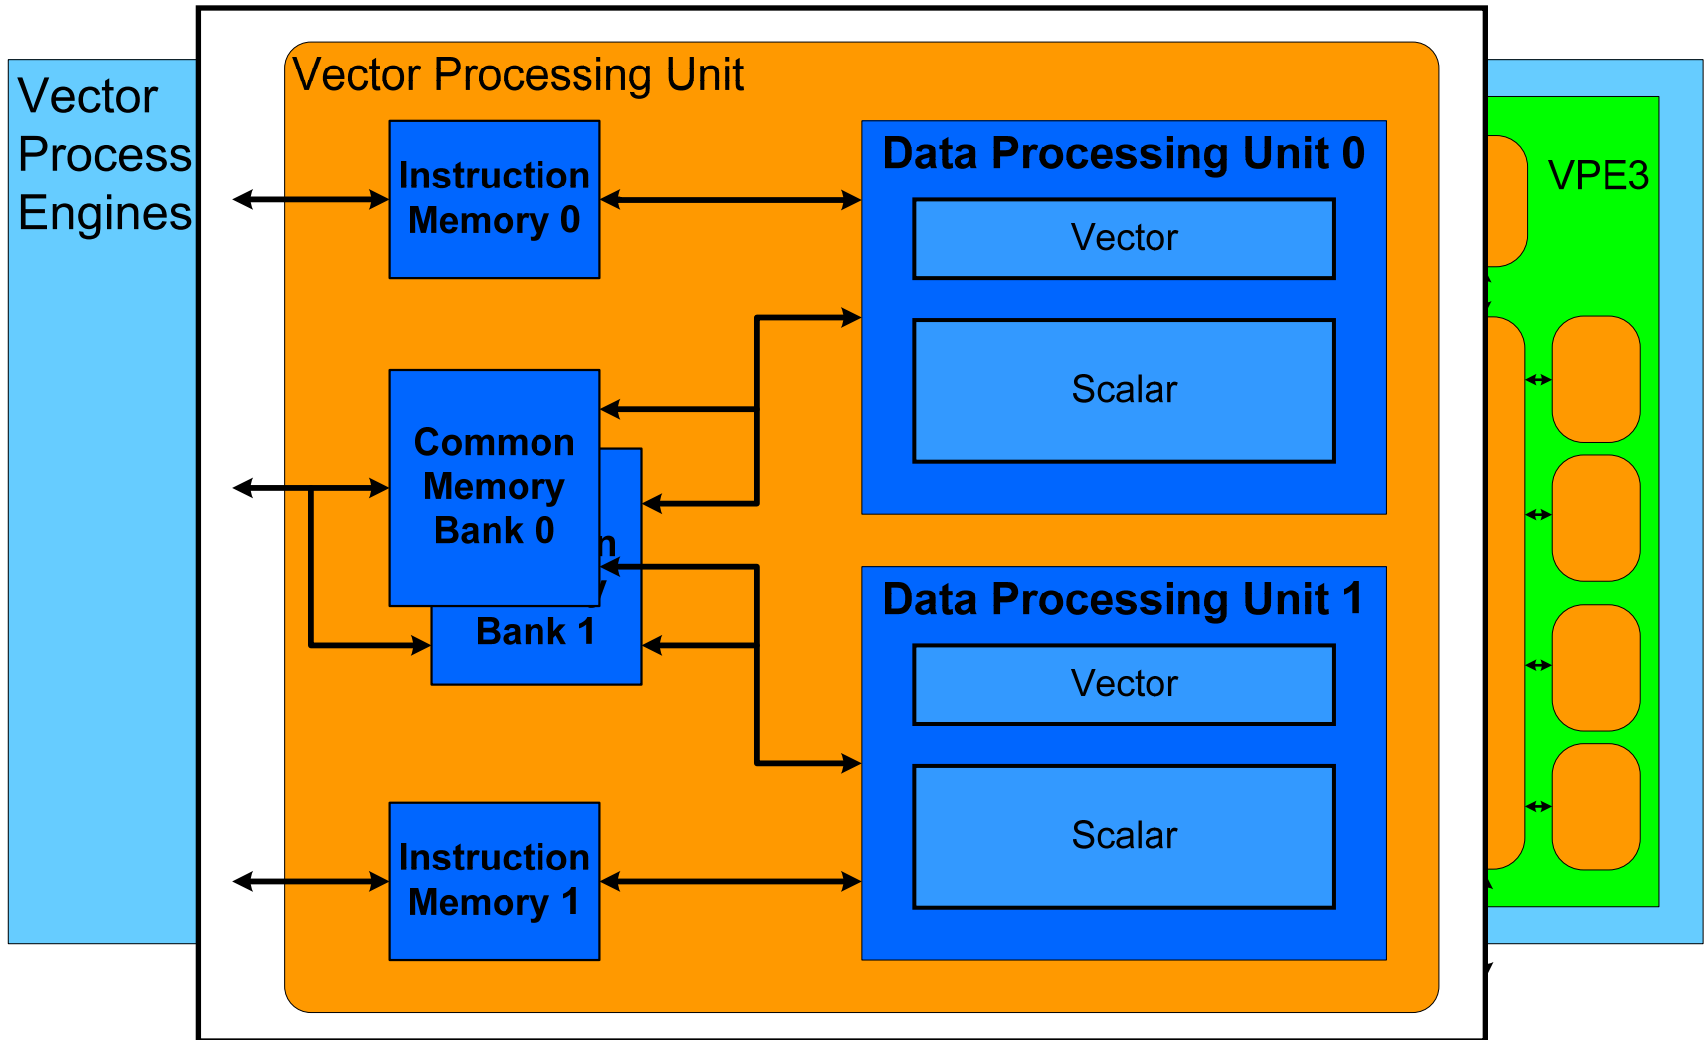 Vector
Process
Engines
Vector Processing Unit
Instruction
Memory 0
Data Processing Unit 0
Vector
Scalar
VPE3
Common
Memory
Bank 0
Bank 1
Data Processing Unit 1
Vector
Scalar
Instruction
Memory 1